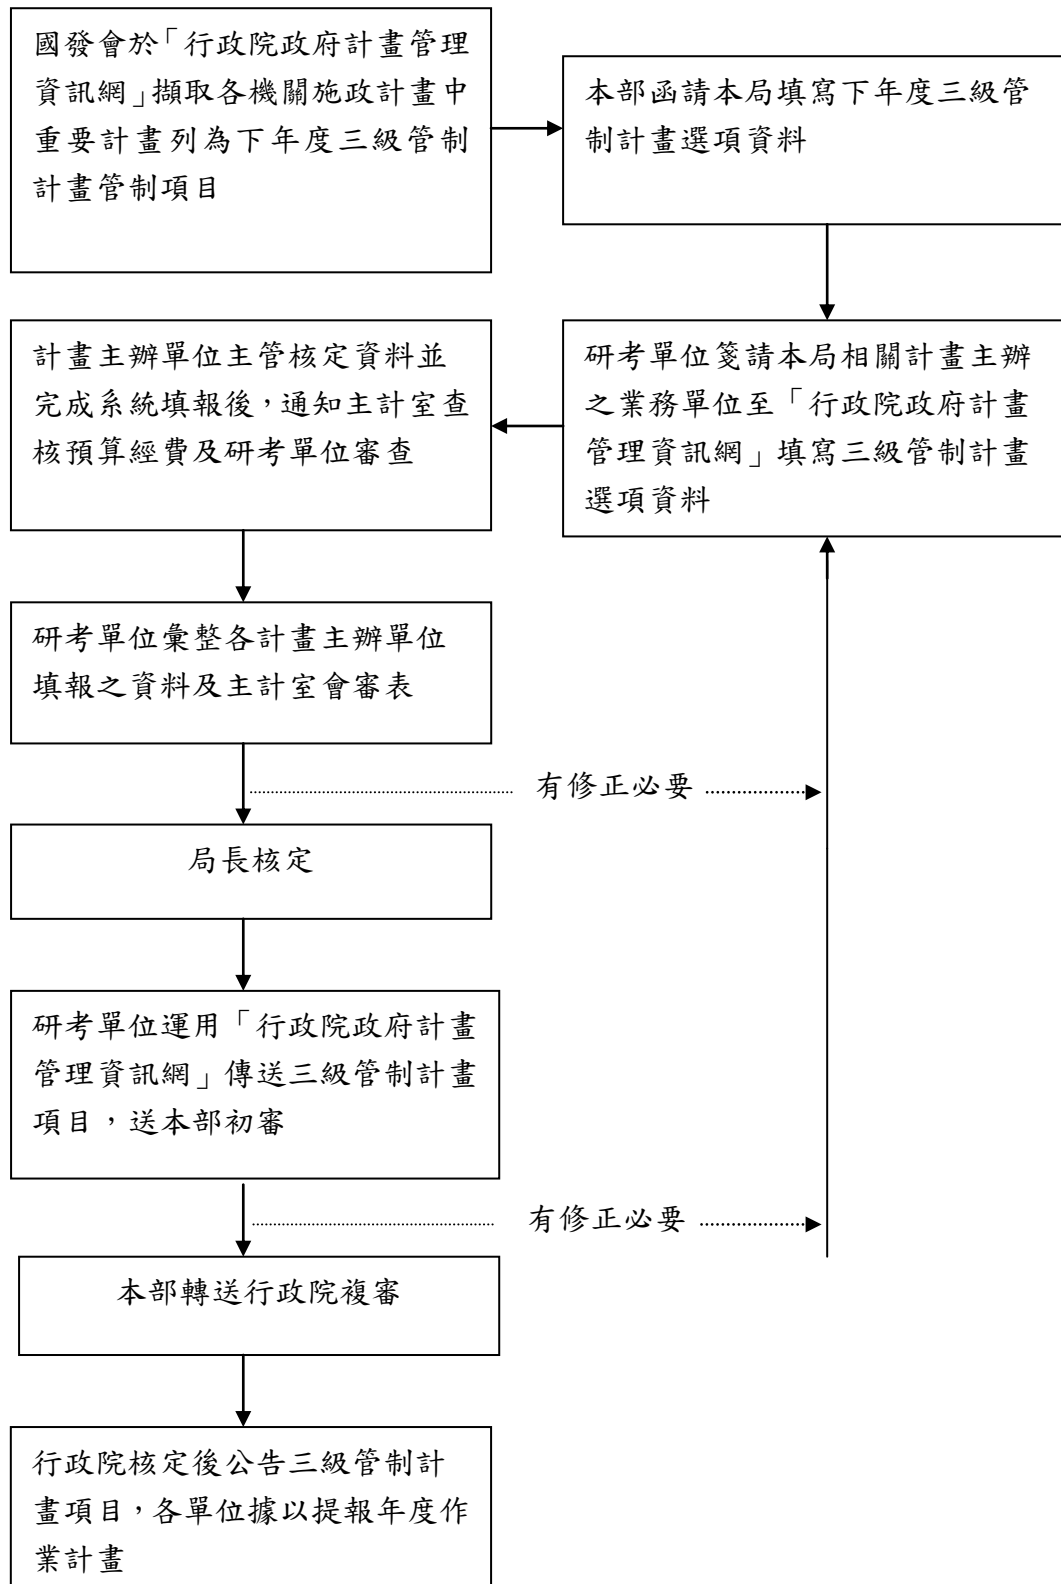 國發會於「行政院政府計畫管理
資訊網」擷取各機關施政計畫中
重要計畫列為下年度三級管制
計畫管制項目
本部函請本局填寫下年度三級管
制計畫選項資料
研考單位箋請本局相關計畫主辦
之業務單位至「行政院政府計畫
管理資訊網」填寫三級管制計畫
選項資料
計畫主辦單位主管核定資料並
完成系統填報後，通知主計室查
核預算經費及研考單位審查
研考單位彙整各計畫主辦單位
填報之資料及主計室會審表
有修正必要
局長核定
研考單位運用「行政院政府計畫
管理資訊網」傳送三級管制計畫
項目，送本部初審
有修正必要
本部轉送行政院複審
行政院核定後公告三級管制計
畫項目，各單位據以提報年度作
業計畫